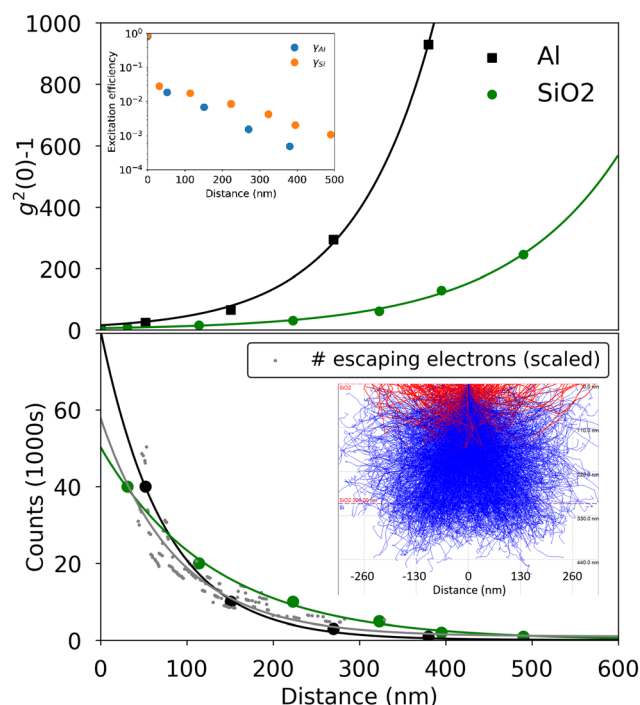 1000
800
600
400
200
0
g²(0)-1
Al
SiO2
10⁰
10⁻¹
10⁻²
10⁻³
10⁻⁴
Excitation efficiency
γAl
γSi
0 100 200 300 400 500
Distance (nm)
60
40
20
0
Counts (1000s)
# escaping electrons (scaled)
SiO2
0.0 nm
110.0 nm
330.0 nm
440.0 nm
Si
-260 -130 0 130 260
Distance (nm)
0 100 200 300 400 500 600
Distance (nm)